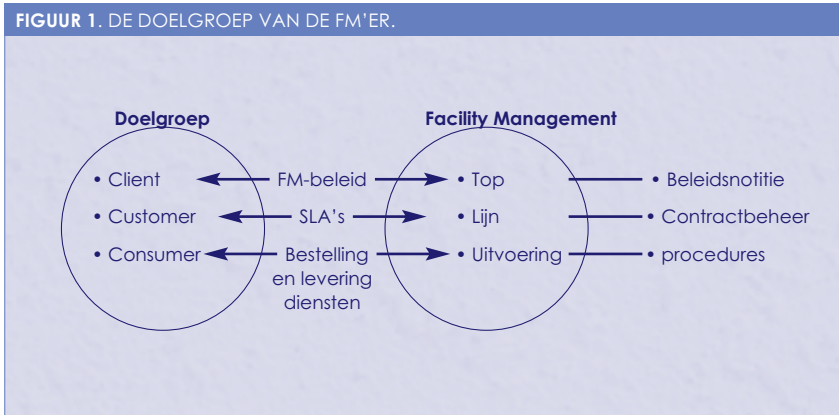 FIGUUR 1. DE DOELGROEP VAN DE FM'ER.
Doelgroep Facility Management
• Client FM-beleid • Top • Beleidsnotitie
• Customer SLA's • Lijn • Contractbeheer
• Consumer Bestelling • Uitvoering • procedures
en levering
diensten